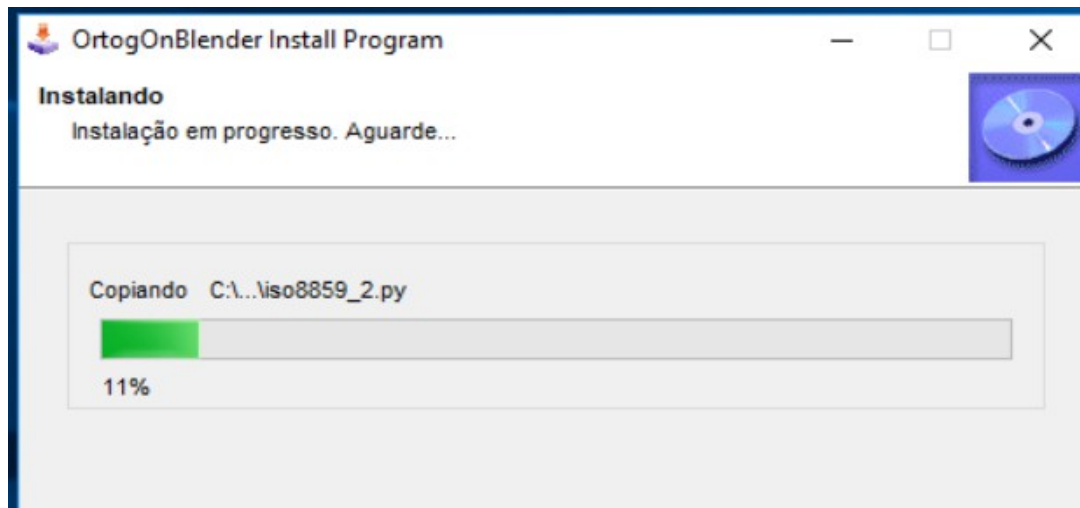 OrtogOnBlender Install Program
Instalando
Instalação em progresso. Aguarde...
Copiando C:\...\iso8859_2.py
11%